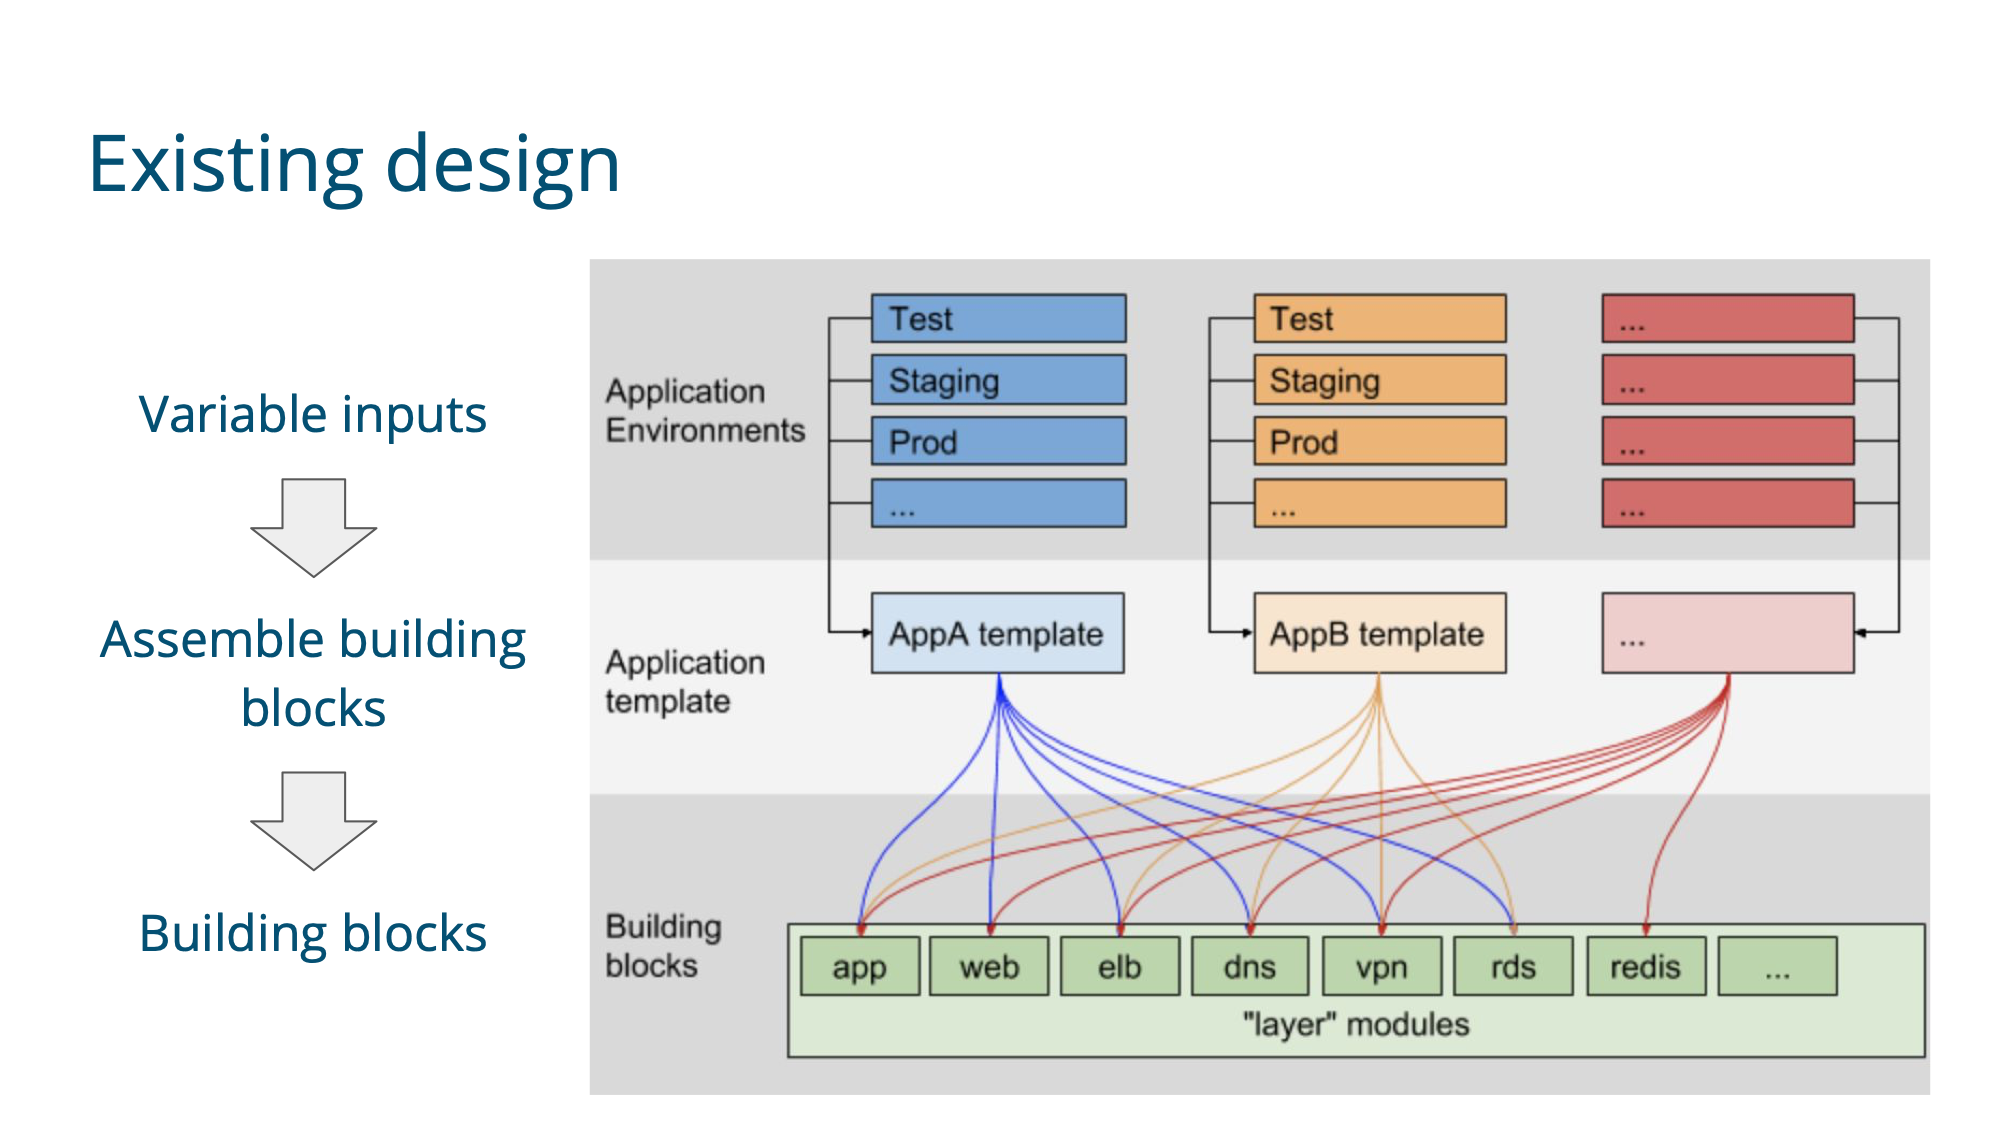 Existing design
Variable inputs
Assemble building
blocks
Building blocks
Application
Environments
Test
Staging
Prod
...
Test
Staging
Prod
...
...
...
...
...
Application
template
AppA template
AppB template
...
Building
blocks
app
web
elb
dns
vpn
rds
redis
...
"layer" modules